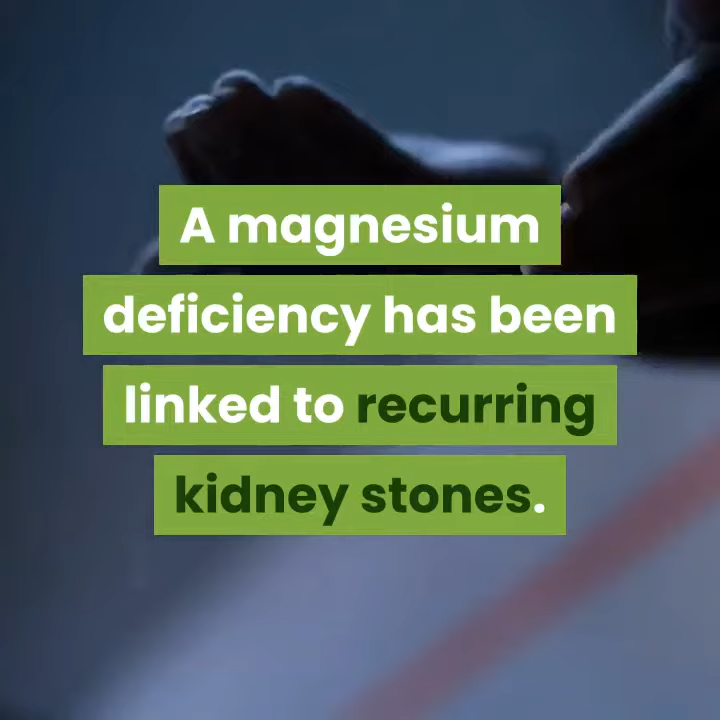 A magnesium
deficiency has been
linked to recurring
kidney stones.